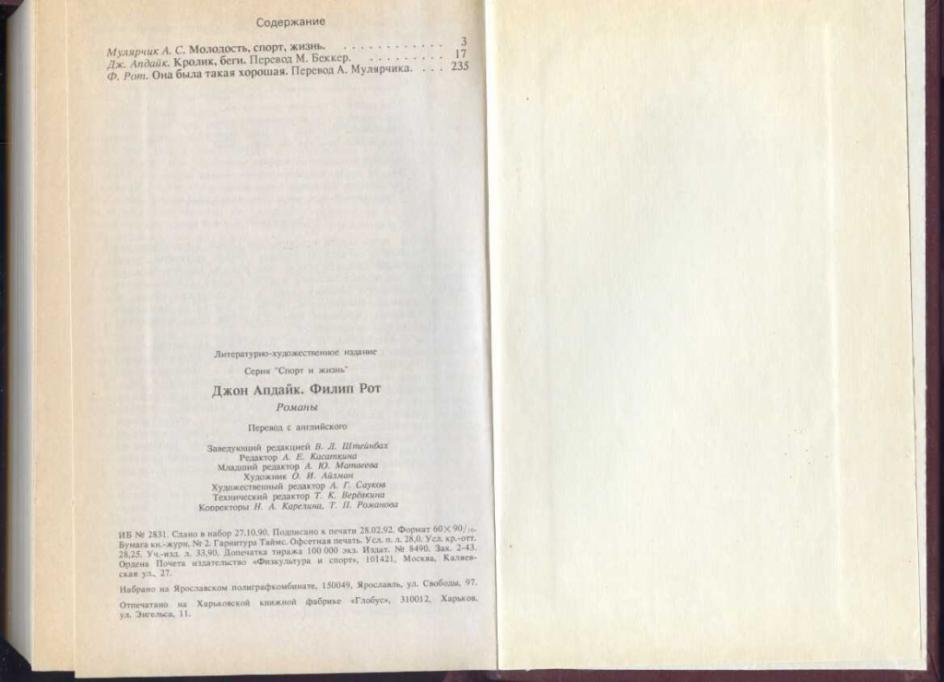 Содержание
Мулярчик А. С. Молодость, спорт, жизнь. . . . . . . . . . . . . 3
Дж. Апдайк. Кролик, беги. Перевод М. Беккер. . . . . . . . . . 17
Ф. Рот. Она была такая хорошая. Перевод А. Мулярчика. . . . 235
Литературно-художественное издание
Серия "Спорт и жизнь"
Джон Апдайк. Филип Рот
Романы
Перевод с английского
Заведующий редакцией В. Л. Штейнбах
Редактор А. Е. Касаткина
Младший редактор А. Ю. Матвеева
Художник О. И. Айзман
Художественный редактор А. Г. Сауков
Технический редактор Т. К. Верёвкина
Корректоры Н. А. Карелина, Т. П. Романова
ИБ № 2831. Сдано в набор 27.10.90. Подписано к печати 28.02.92. Формат 60×90/16.
Бумага кн.-журн. № 2. Гарнитура Таймс. Офсетная печать. Усл. п. л. 28,0. Усл. кр.-отт.
28,25. Уч.-изд. л. 33,90. Допечатка тиража 100 000 экз. Издат. № 8490. Зак. 2-43.
Ордена Почета издательство «Физкультура и спорт», 101421, Москва, Каляев-
ская ул., 27.
Набрано на Ярославском полиграфкомбинате, 150049, Ярославль, ул. Свободы, 97.
Отпечатано на Харьковской книжной фабрике «Глобус», 310012, Харьков,
ул. Энгельса, 11.